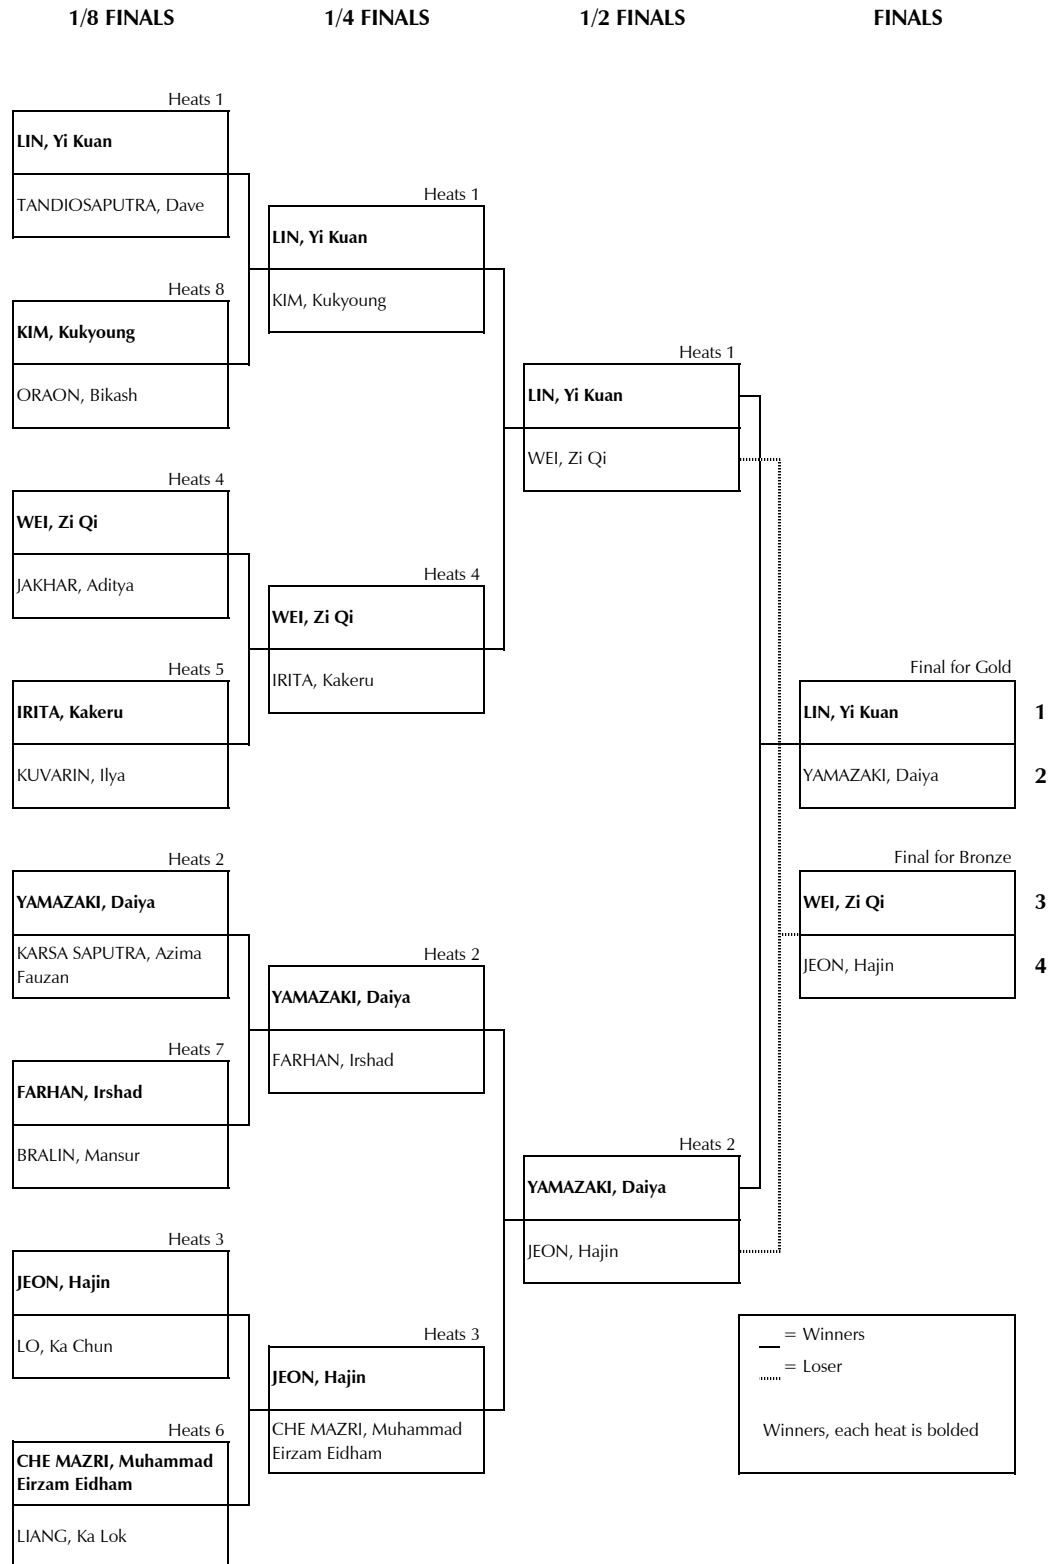 1/8 FINALS
1/4 FINALS
1/2 FINALS
FINALS
Heats 1
LIN, Yi Kuan
TANDIOSAPUTRA, Dave
Heats 8
KIM, Kukyoung
ORAON, Bikash
Heats 4
WEI, Zi Qi
JAKHAR, Aditya
Heats 5
IRITA, Kakeru
KUVARIN, Ilya
Heats 2
YAMAZAKI, Daiya
KARSA SAPUTRA, Azima
Fauzan
Heats 7
FARHAN, Irshad
BRALIN, Mansur
Heats 3
JEON, Hajin
LO, Ka Chun
Heats 6
CHE MAZRI, Muhammad
Eirzam Eidham
LIANG, Ka Lok
Heats 1
LIN, Yi Kuan
KIM, Kukyoung
Heats 4
WEI, Zi Qi
IRITA, Kakeru
Heats 2
YAMAZAKI, Daiya
FARHAN, Irshad
Heats 3
JEON, Hajin
CHE MAZRI, Muhammad
Eirzam Eidham
Heats 1
LIN, Yi Kuan
WEI, Zi Qi
Heats 2
YAMAZAKI, Daiya
JEON, Hajin
Final for Gold
LIN, Yi Kuan 1
YAMAZAKI, Daiya 2
Final for Bronze
WEI, Zi Qi 3
JEON, Hajin 4
= Winners
= Loser
Winners, each heat is bolded